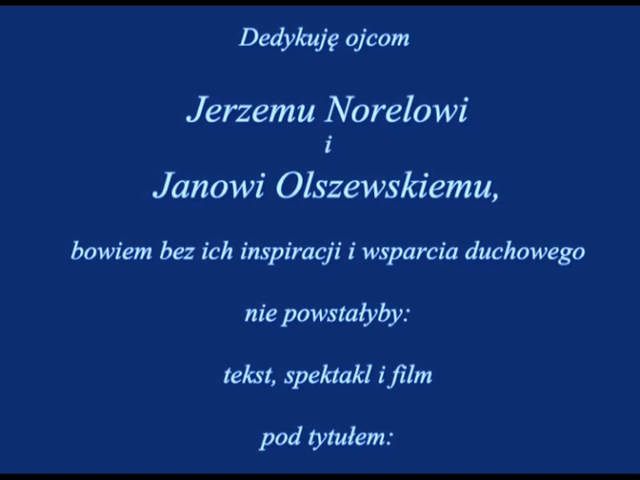 Dedykuję ojcom
Jerzemu Norelowi
i
Janowi Olszewskiemu,
bowiem bez ich inspiracji i wsparcia duchowego
nie powstałyby:
tekst, spektakl i film
pod tytułem: